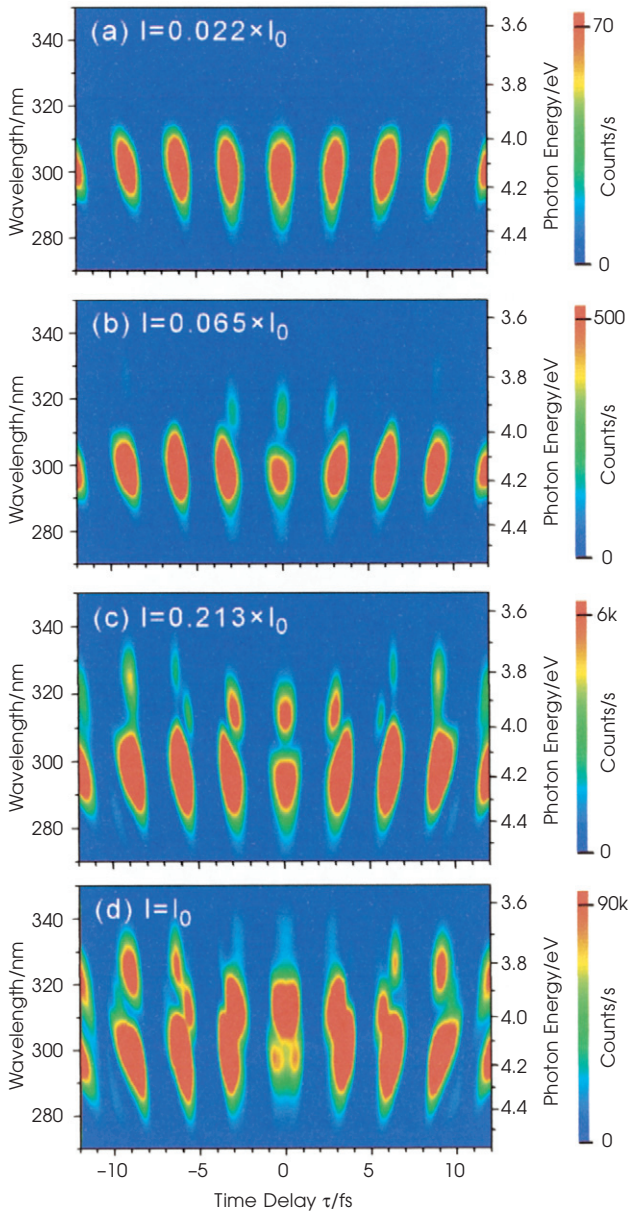 (a) I=0.022×I0
350
340
320
300
280
Wavelength/nm
3.6
3.8
4.0
4.2
4.4
Photon Energy/eV
70
0
Counts/s
(b) I=0.065×I0
340
320
300
280
Wavelength/nm
3.6
3.8
4.0
4.2
4.4
Photon Energy/eV
500
0
Counts/s
(c) I=0.213×I0
340
320
300
280
Wavelength/nm
3.6
3.8
4.0
4.2
4.4
Photon Energy/eV
6k
0
Counts/s
(d) I=I0
340
320
300
280
Wavelength/nm
3.6
3.8
4.0
4.2
4.4
Photon Energy/eV
90k
0
Counts/s
−10 −5 0 5 10
Time Delay τ/fs